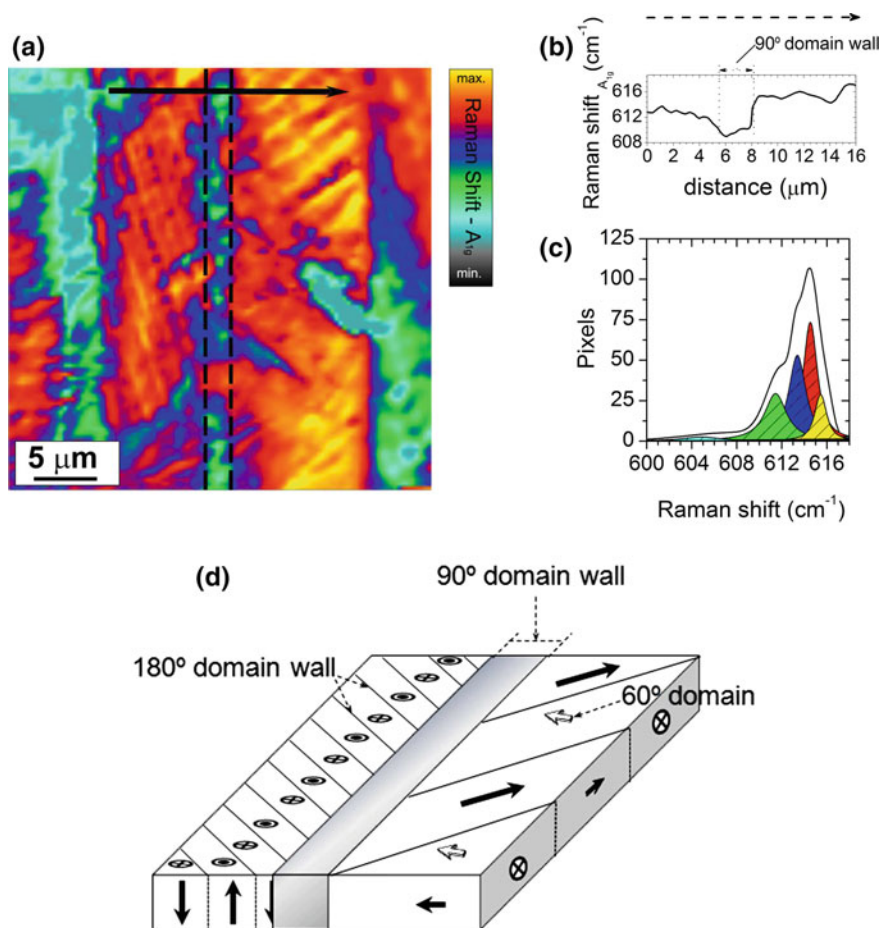 (a)
max.
Raman Shift - A₁g
min.
5 μm
(b)
90º domain wall
Raman shift A₁g (cm⁻¹)
616
612
608
0 2 4 6 8 10 12 14 16
distance (μm)
(c)
Pixels
125
100
75
50
25
0
600 604 608 612 616
Raman shift (cm⁻¹)
(d)
90º domain wall
180º domain wall
60º domain